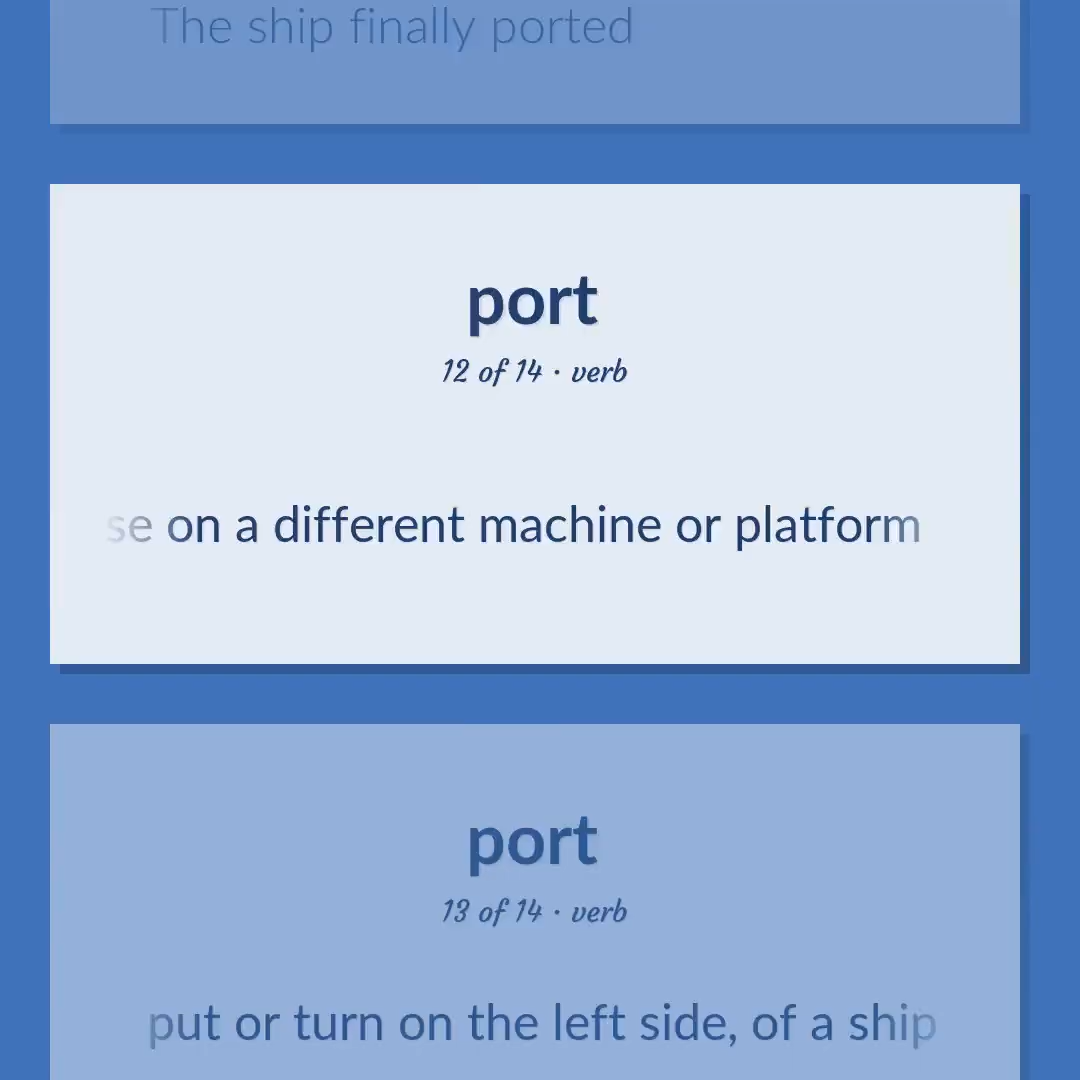 The ship finally ported
port
12 of 14 · verb
se on a different machine or platform
port
13 of 14 · verb
put or turn on the left side, of a ship